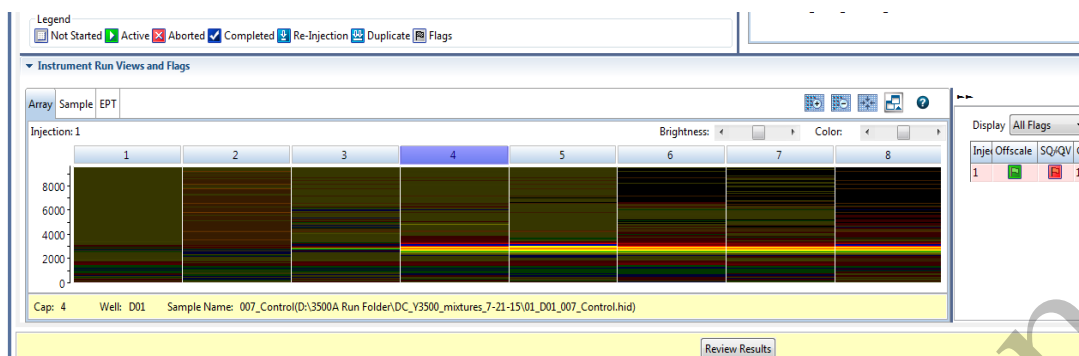 Legend
Not Started Active Aborted Completed Re-Injection Duplicate Flags
Instrument Run Views and Flags
Array Sample EPT
Injection: 1 Brightness: Color:
Display All Flags
Inje Offscale SQ/QV
1 2 3 4 5 6 7 8
1
8000
6000
4000
2000
0
Cap: 4 Well: D01 Sample Name: 007_Control(D:\3500A Run Folder\DC_Y3500_mixtures_7-21-15\01_D01_007_Control.hid)
Review Results